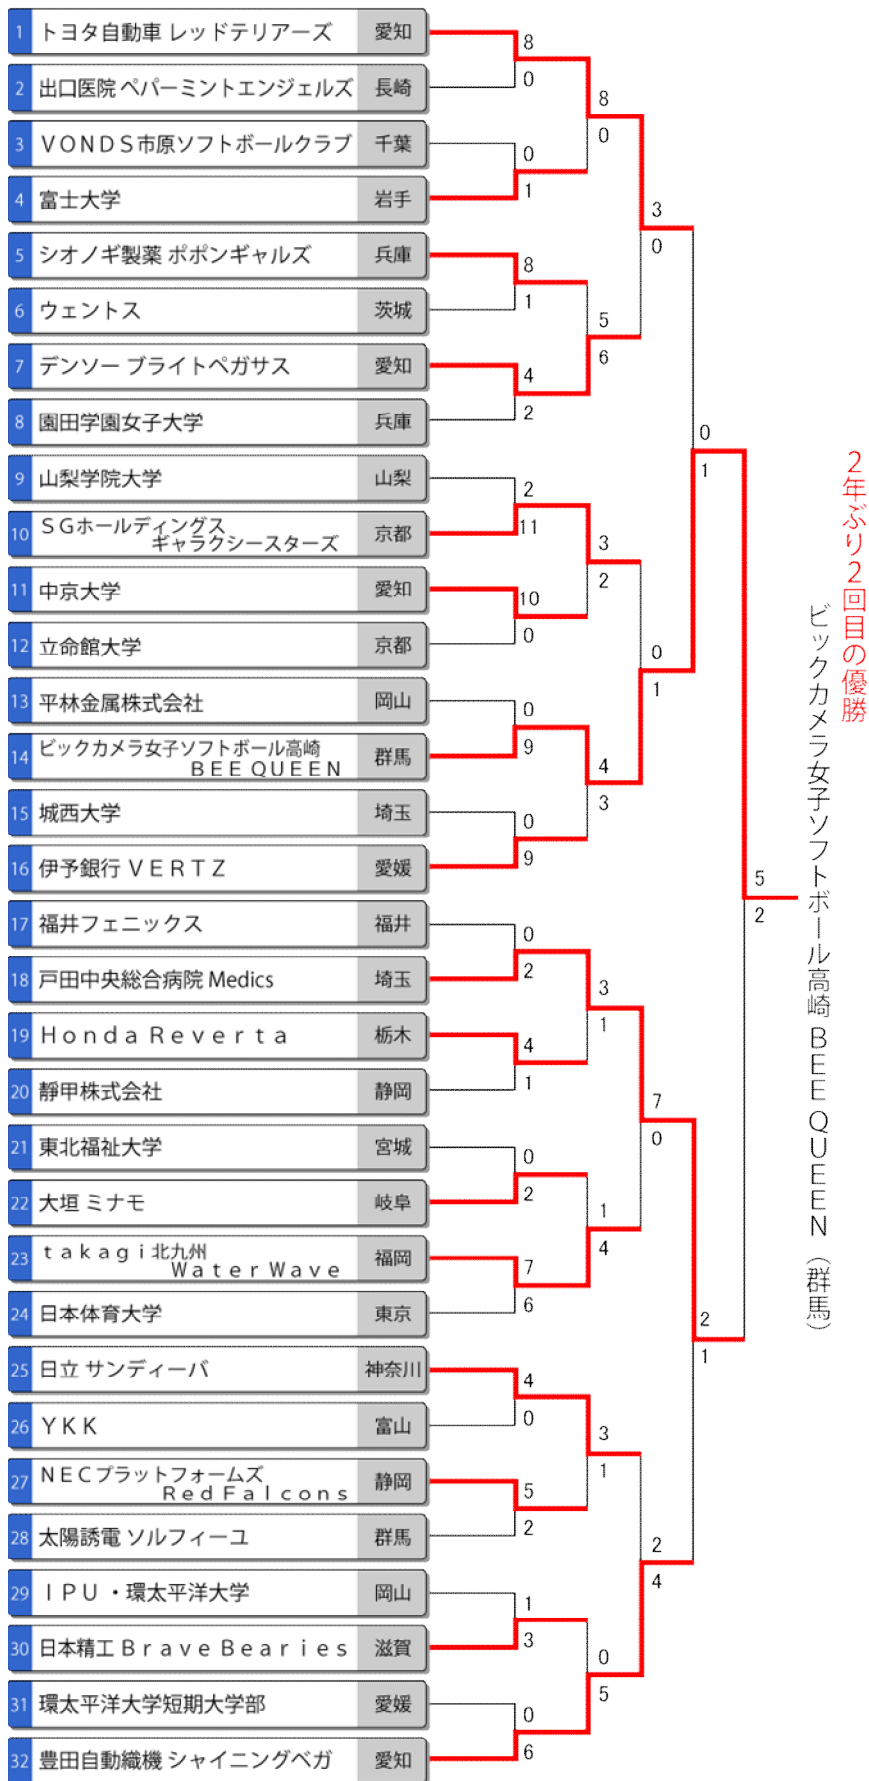 1 トヨタ自動車 レッドテリアーズ 愛知
8
2 出口医院 ペパーミントエンジェルズ 長崎
0
8
0
3 ＶＯＮＤＳ市原ソフトボールクラブ 千葉
0
4 富士大学 岩手
1
3
0
5 シオノギ製薬 ポポンギャルズ 兵庫
8
6 ウェントス 茨城
1
5
6
7 デンソー ブライトペガサス 愛知
4
8 園田学園女子大学 兵庫
2
0
1
9 山梨学院大学 山梨
2
10 ＳＧホールディングス
ギャラクシースターズ 京都
11
3
2
11 中京大学 愛知
10
12 立命館大学 京都
0
0
1
13 平林金属株式会社 岡山
0
14 ビックカメラ女子ソフトボール高崎
ＢＥＥ ＱＵＥＥＮ 群馬
9
4
3
15 城西大学 埼玉
0
16 伊予銀行 ＶＥＲＴＺ 愛媛
9
5
2
17 福井フェニックス 福井
0
18 戸田中央総合病院 Medics 埼玉
2
3
1
19 Ｈｏｎｄａ Ｒｅｖｅｒｔａ 栃木
4
20 靜甲株式会社 静岡
1
7
0
21 東北福祉大学 宮城
0
22 大垣 ミナモ 岐阜
2
1
4
23 ｔａｋａｇｉ北九州
Ｗａｔｅｒ Ｗａｖｅ 福岡
7
24 日本体育大学 東京
6
2
1
25 日立 サンディーバ 神奈川
4
26 ＹＫＫ 富山
0
3
1
27 ＮＥＣプラットフォームズ
Ｒｅｄ Ｆａｌｃｏｎｓ 静岡
5
28 太陽誘電 ソルフィーユ 群馬
2
2
4
29 ＩＰＵ・環太平洋大学 岡山
1
30 日本精工 Ｂｒａｖｅ Ｂｅａｒｉｅｓ 滋賀
3
0
5
31 環太平洋大学短期大学部 愛媛
0
32 豊田自動織機 シャイニングベガ 愛知
6
２年ぶり２回目の優勝
ビックカメラ女子ソフトボール高崎 ＢＥＥ ＱＵＥＥＮ （群馬）